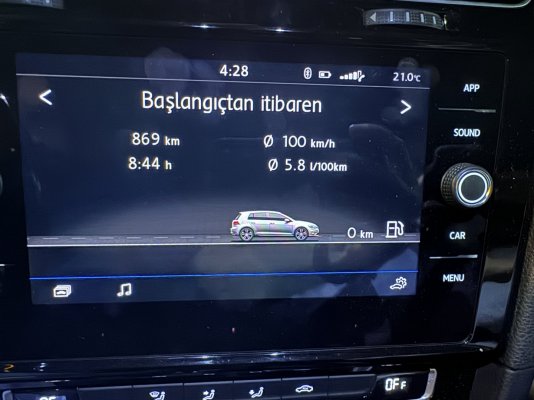 4:28
21.0°C
APP
Başlangıçtan itibaren
869 km
Ø 100 km/h
SOUND
8:44 h
Ø 5.8 l/100km
0 km
CAR
MENU
OFF